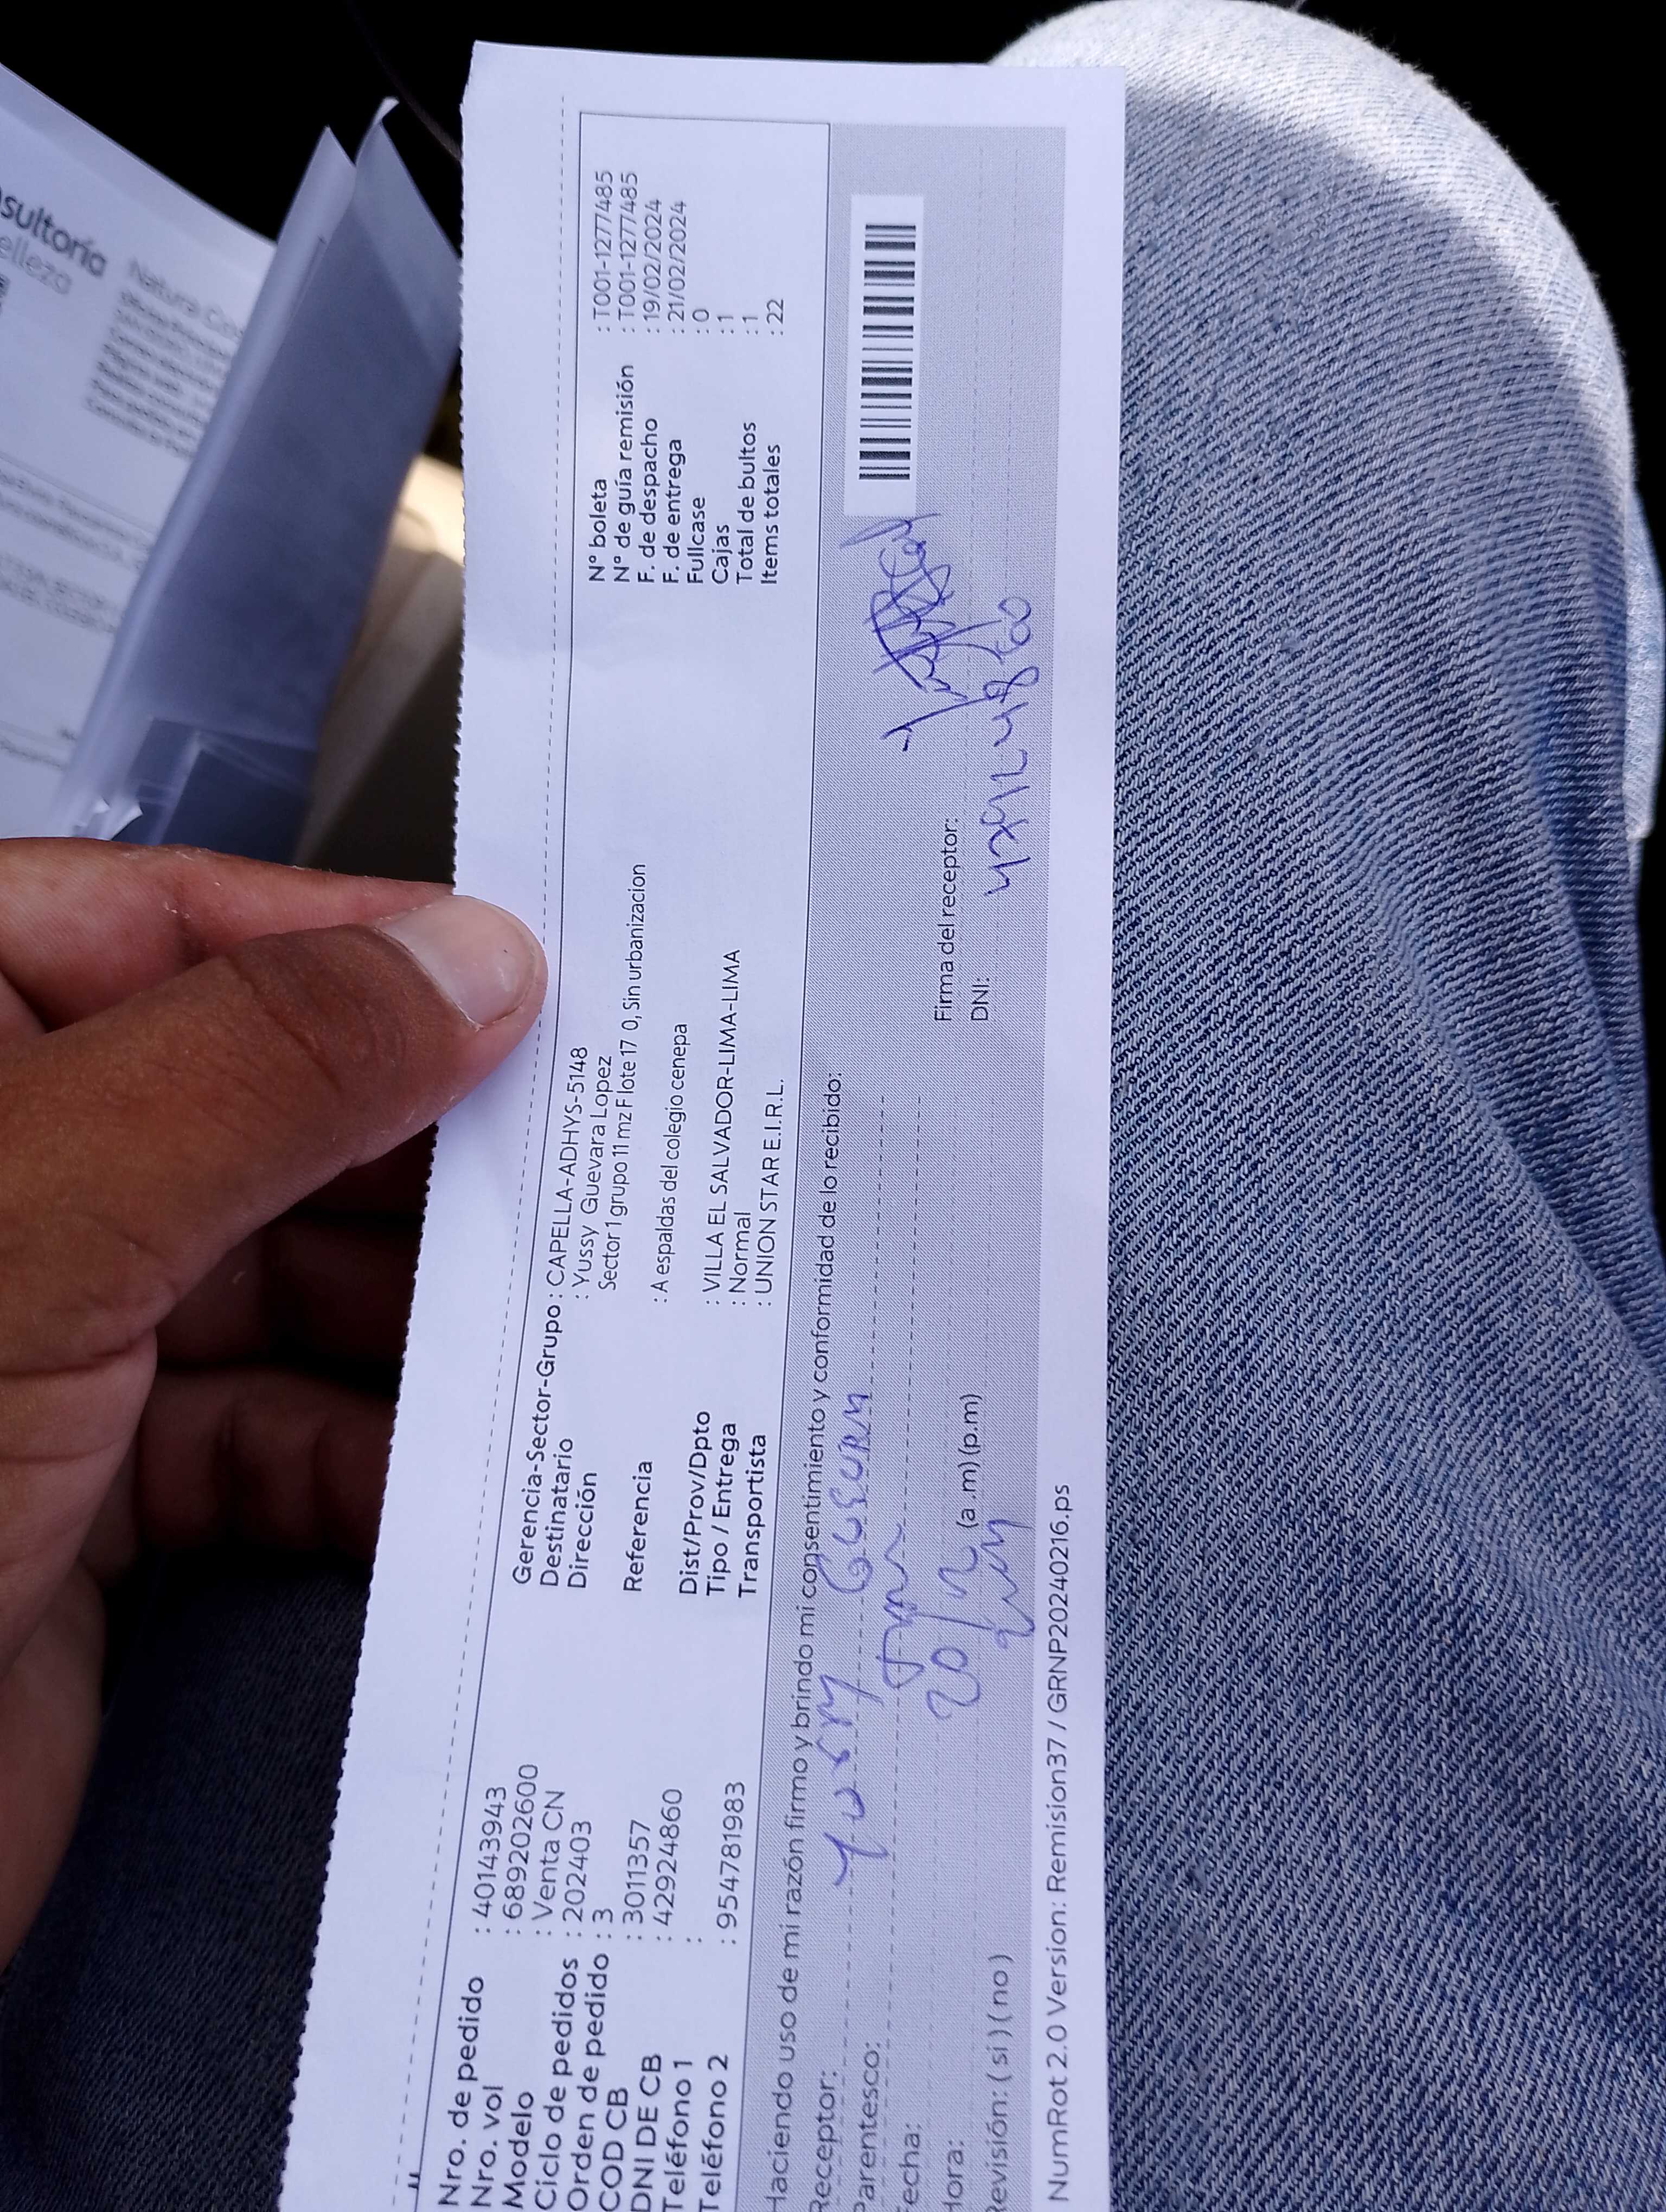 Nro. de pedido : 40143943
Nro. vol : 689202600
Modelo : Venta CN
Ciclo de pedidos : 202403
Orden de pedido : 3
COD CB : 3011357
DNI DE CB : 42924860
Teléfono 1 :
Teléfono 2 : 954781983
Gerencia-Sector-Grupo : CAPELLA-ADHYS-5148
Destinatario : Yussy Guevara Lopez
Dirección Sector 1 grupo 11 mz F lote 17 0, Sin urbanizacion
Referencia : A espaldas del colegio cenepa
Dist/Prov/Dpto : VILLA EL SALVADOR-LIMA-LIMA
Tipo / Entrega : Normal
Transportista : UNION STAR E.I.R.L.
N° boleta : T001-1277485
N° de guía remisión : T001-1277485
F. de despacho : 19/02/2024
F. de entrega : 21/02/2024
Fullcase : 0
Cajas : 1
Total de bultos : 1
Items totales : 22
Haciendo uso de mi razón firmo y brindo mi consentimiento y conformidad de lo recibido:
Receptor:
Parentesco:
Fecha: 20/2
Hora: (a.m) (p.m)
Revisión: (si) (no)
Firma del receptor:
DNI:
NumRot 2.0 Version: Remision37 / GRNP20240216.ps
sultoría
elleza
Natura